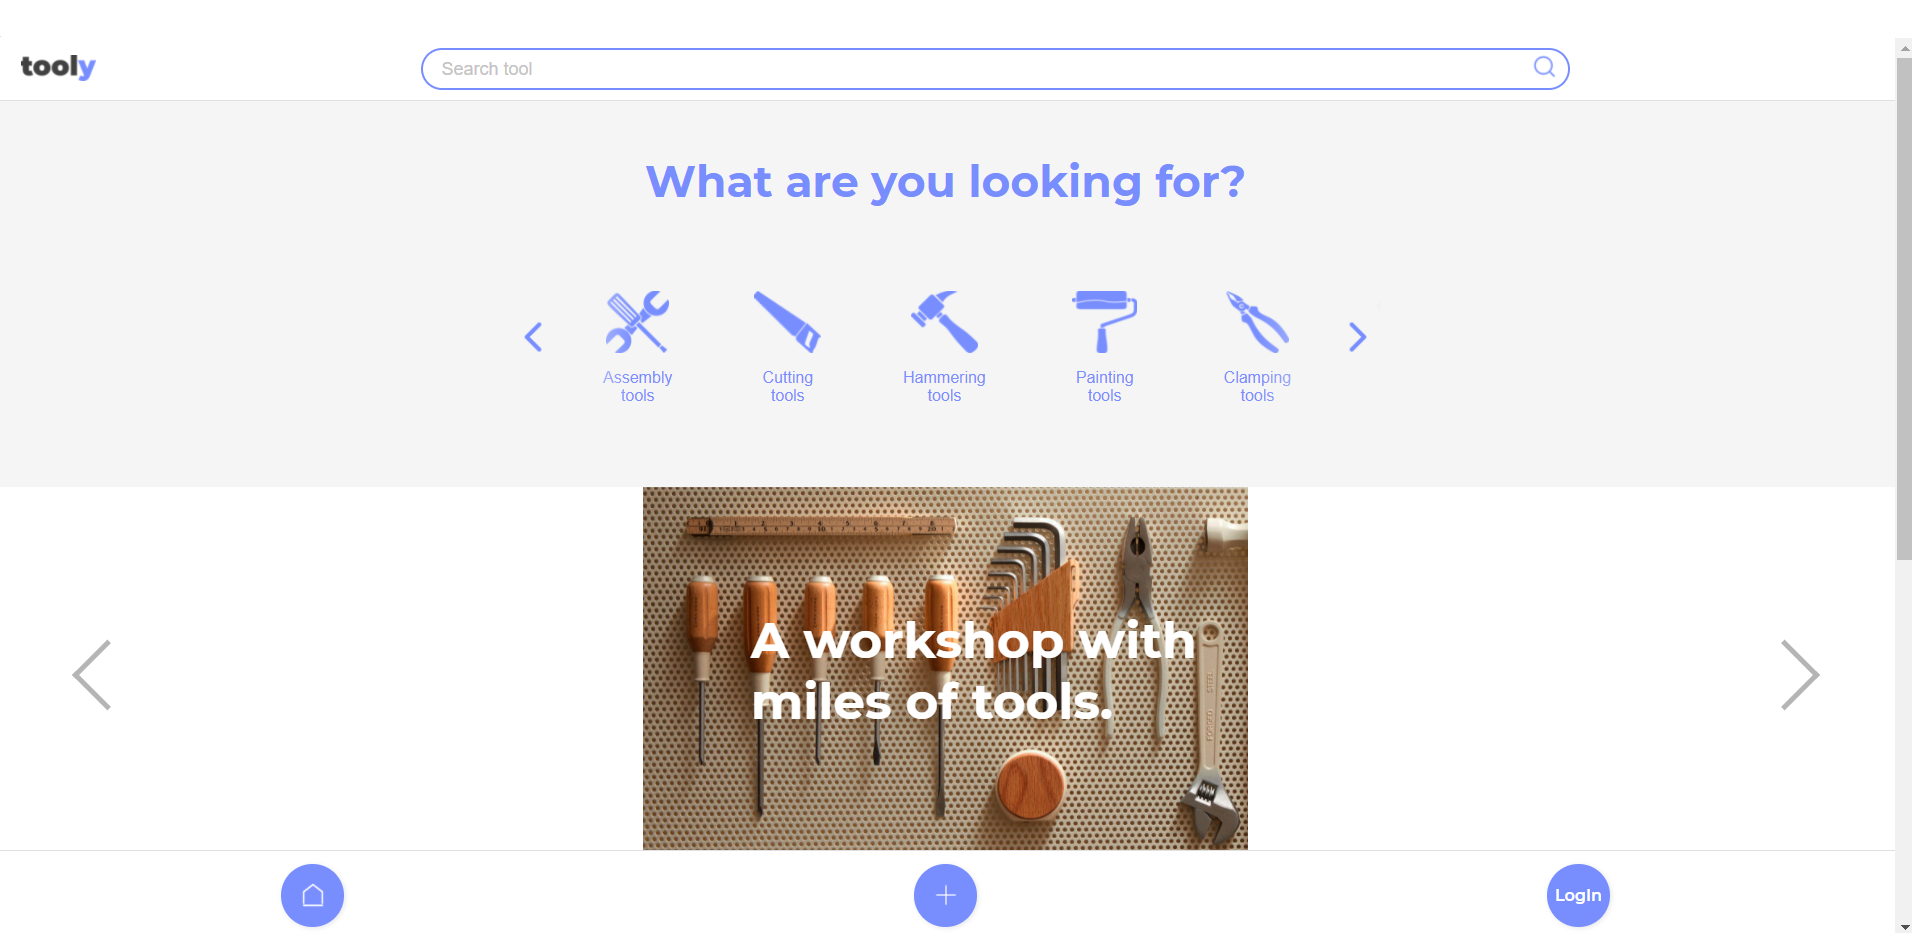 tooly
Search tool
What are you looking for?
Assembly
tools
Cutting
tools
Hammering
tools
Painting
tools
Clamping
tools
A workshop with
miles of tools.
LogIn